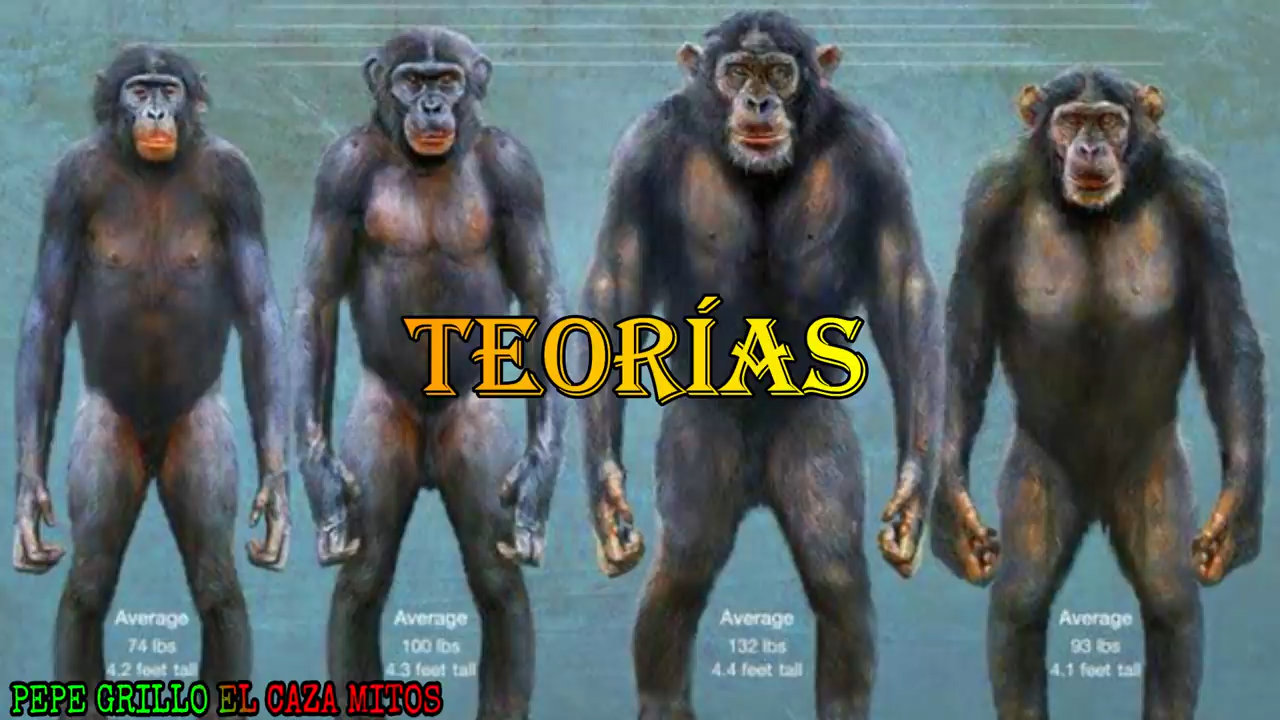 TEORÍAS
Average
74 lbs
4.2 feet tall
Average
100 lbs
4.3 feet tall
Average
132 lbs
4.4 feet tall
Average
93 lbs
4.1 feet tall
PEPE GRILLO EL CAZA MITOS